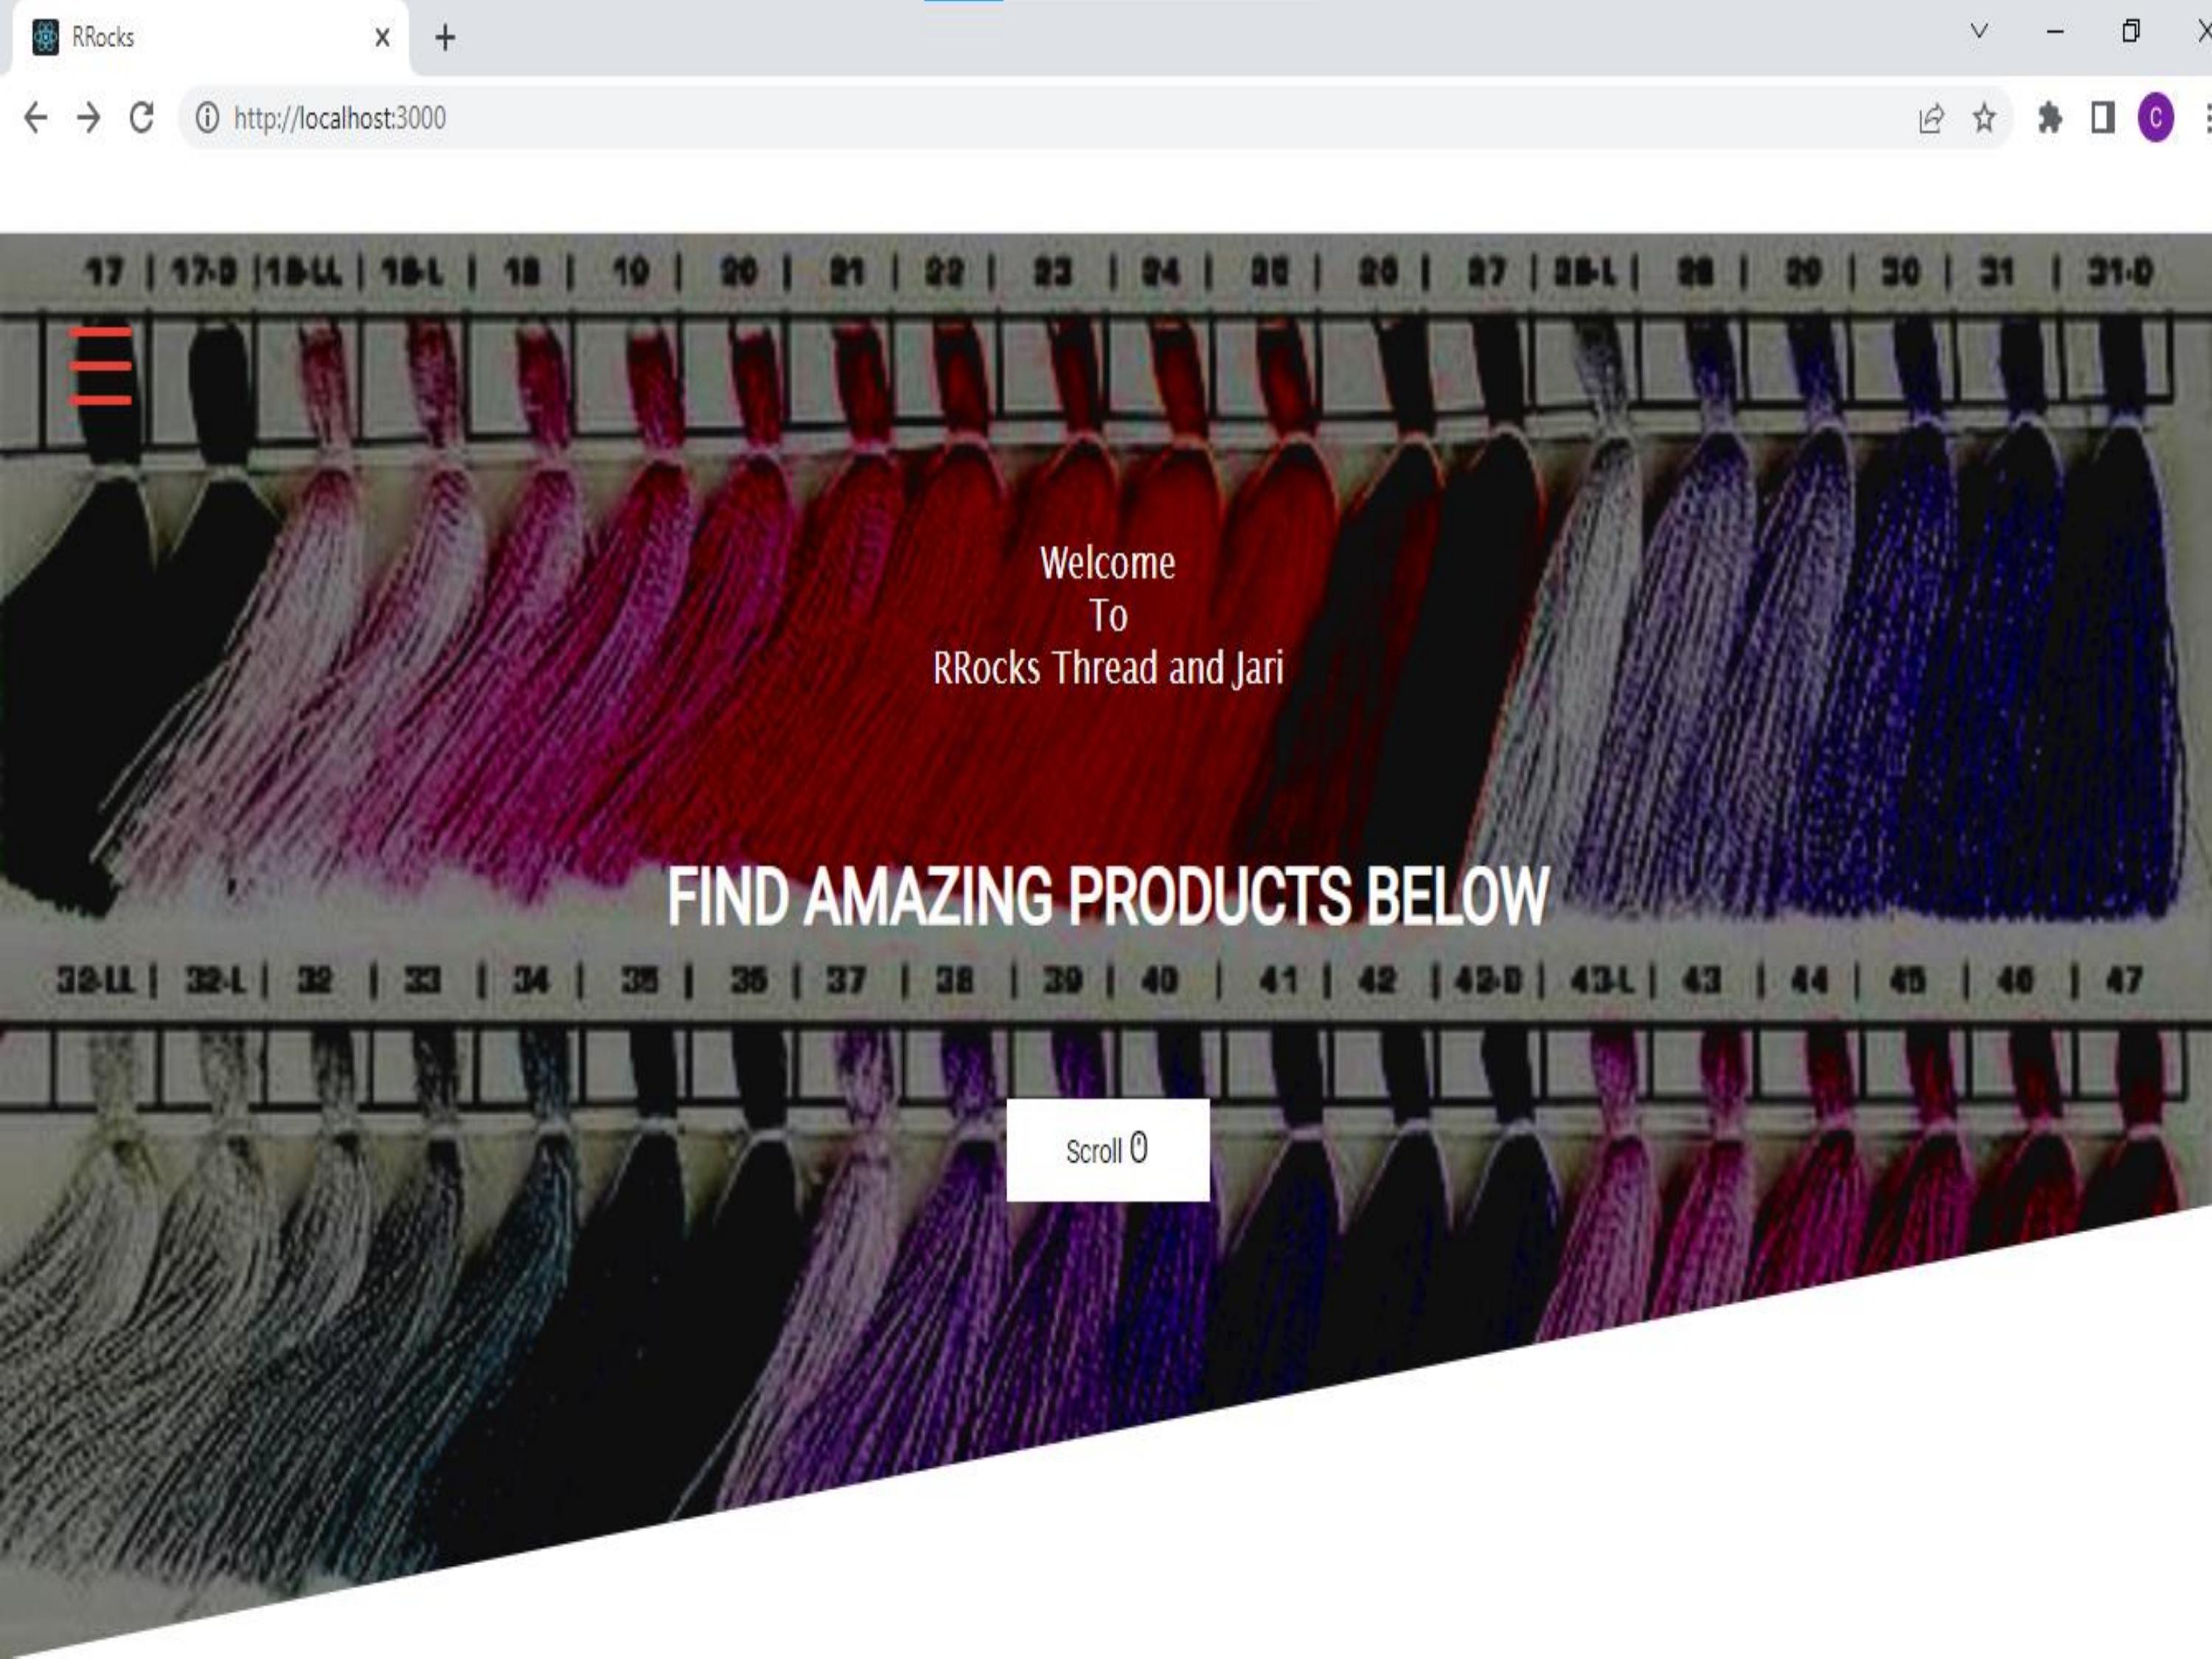 RRocks
http://localhost:3000
C
17 | 17-D | 18-LL | 18-L | 18 | 19 | 20 | 21 | 22 | 23 | 24 | 25 | 26 | 27 | 28-L | 28 | 29 | 30 | 31 | 31-D
Welcome
To
RRocks Thread and Jari
FIND AMAZING PRODUCTS BELOW
32-LL | 32-L | 32 | 33 | 34 | 35 | 36 | 37 | 38 | 39 | 40 | 41 | 42 | 42-D | 43-L | 43 | 44 | 45 | 46 | 47
Scroll